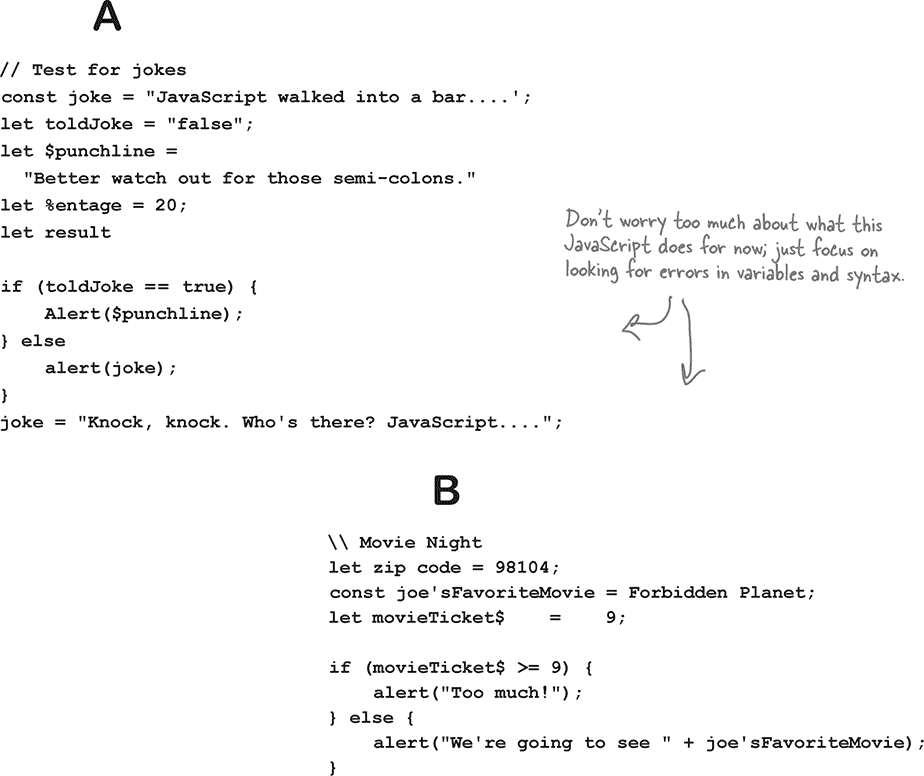 A
// Test for jokes
const joke = "JavaScript walked into a bar....';
let toldJoke = "false";
let $punchline =
  "Better watch out for those semi-colons."
let %entage = 20;
let result
if (toldJoke == true) {
    Alert($punchline);
} else
    alert(joke);
}
joke = "Knock, knock. Who's there? JavaScript....";
Don't worry too much about what this
JavaScript does for now; just focus on
looking for errors in variables and syntax.
B
\\ Movie Night
let zip code = 98104;
const joe'sFavoriteMovie = Forbidden Planet;
let movieTicket$    =    9;
if (movieTicket$ >= 9) {
    alert("Too much!");
} else {
    alert("We're going to see " + joe'sFavoriteMovie);
}